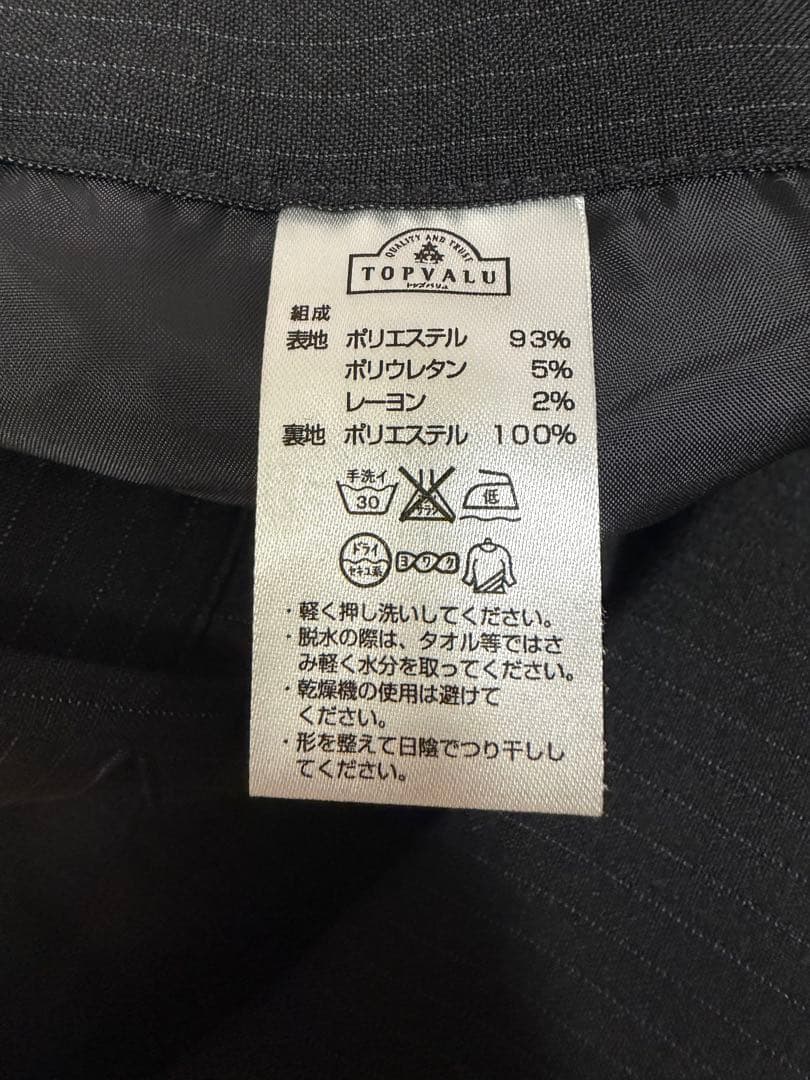 QUALITY AND TRUST
TOPVALU
トップバリュ
組成
表地 ポリエステル 93%
ポリウレタン 5%
レーヨン 2%
裏地 ポリエステル 100%
手洗イ 30 低
ドライ セキユ系 ヨワク
・軽く押し洗いしてください。
・脱水の際は、タオル等ではさ
み軽く水分を取ってください。
・乾燥機の使用は避けて
ください。
・形を整えて日陰でつり干しし
てください。